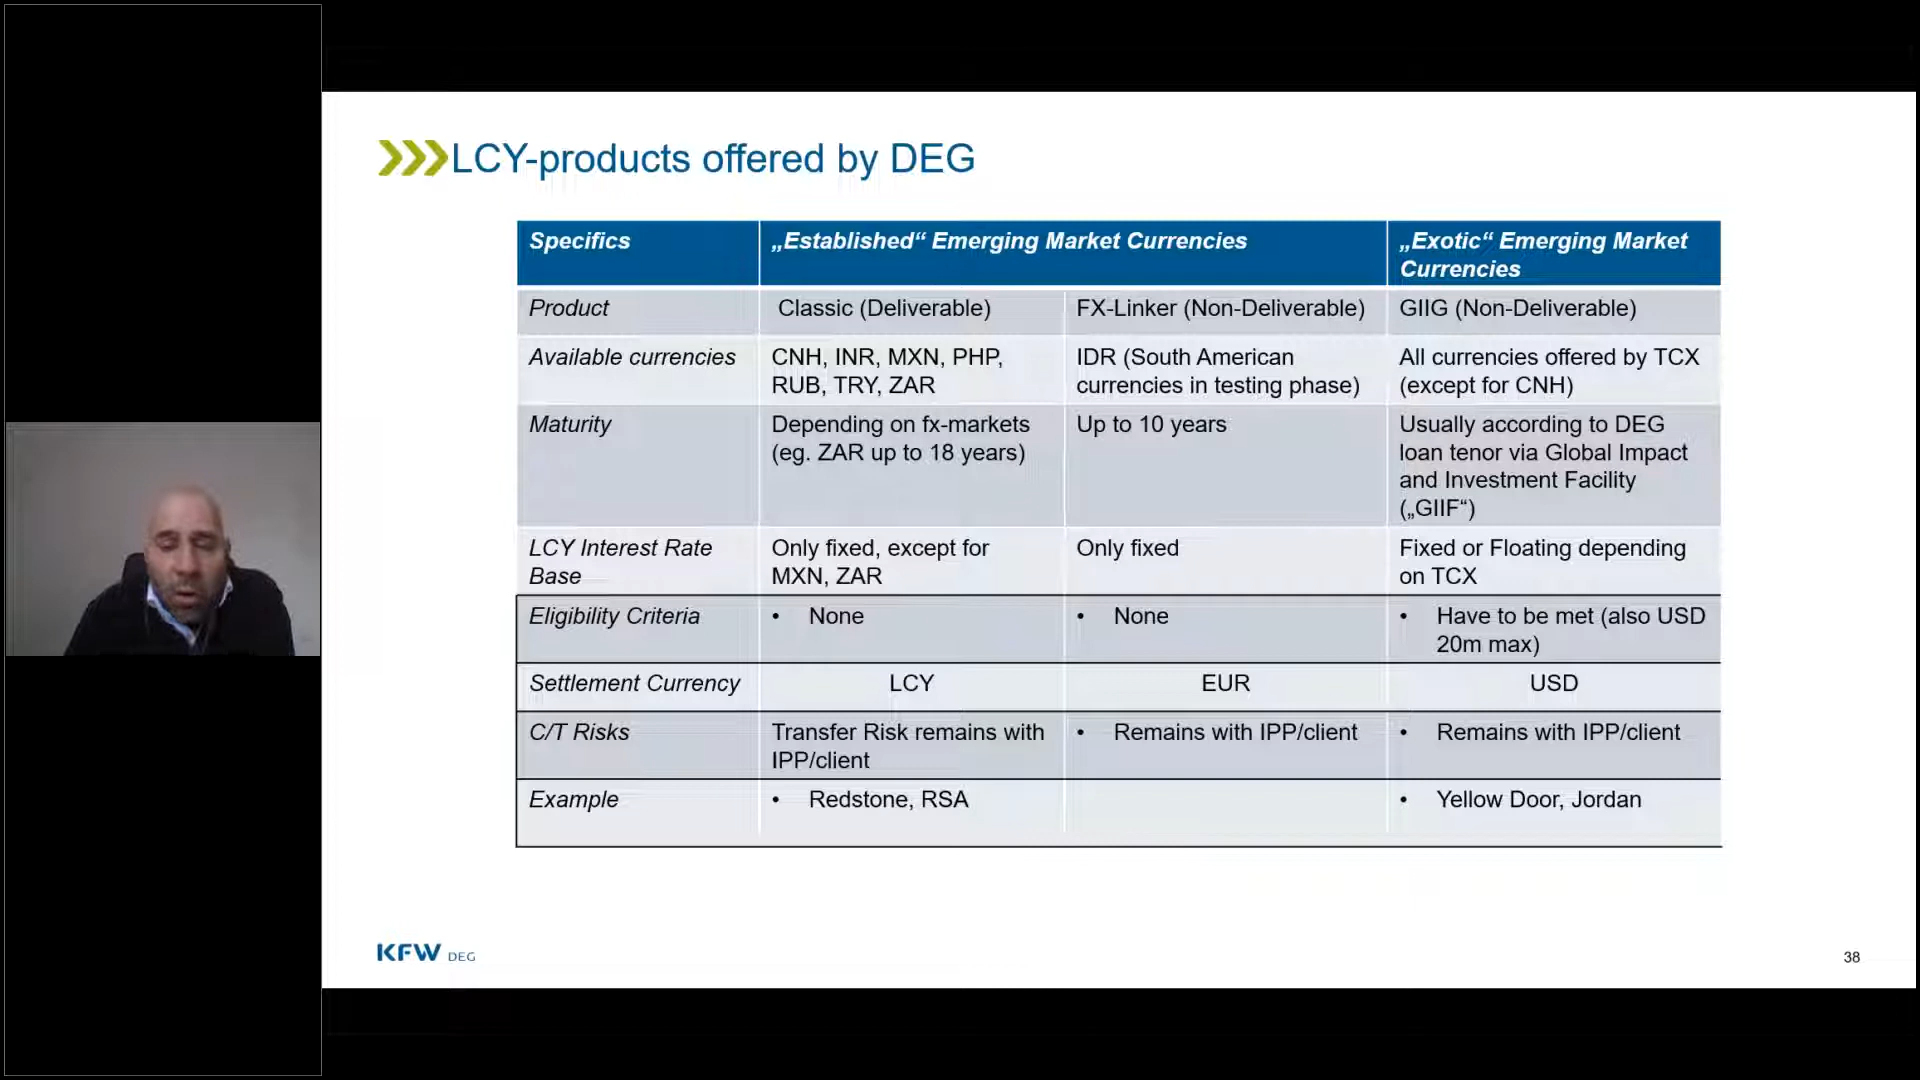 LCY-products offered by DEG
Specifics
„Established“ Emerging Market Currencies
„Exotic“ Emerging Market
Currencies
Product
Classic (Deliverable)
FX-Linker (Non-Deliverable)
GIIG (Non-Deliverable)
Available currencies
CNH, INR, MXN, PHP,
RUB, TRY, ZAR
IDR (South American
currencies in testing phase)
All currencies offered by TCX
(except for CNH)
Maturity
Depending on fx-markets
(eg. ZAR up to 18 years)
Up to 10 years
Usually according to DEG
loan tenor via Global Impact
and Investment Facility
(„GIIF“)
LCY Interest Rate
Base
Only fixed, except for
MXN, ZAR
Only fixed
Fixed or Floating depending
on TCX
Eligibility Criteria
• None
• None
• Have to be met (also USD
20m max)
Settlement Currency
LCY
EUR
USD
C/T Risks
Transfer Risk remains with
IPP/client
• Remains with IPP/client
• Remains with IPP/client
Example
• Redstone, RSA
• Yellow Door, Jordan
KFW DEG
38